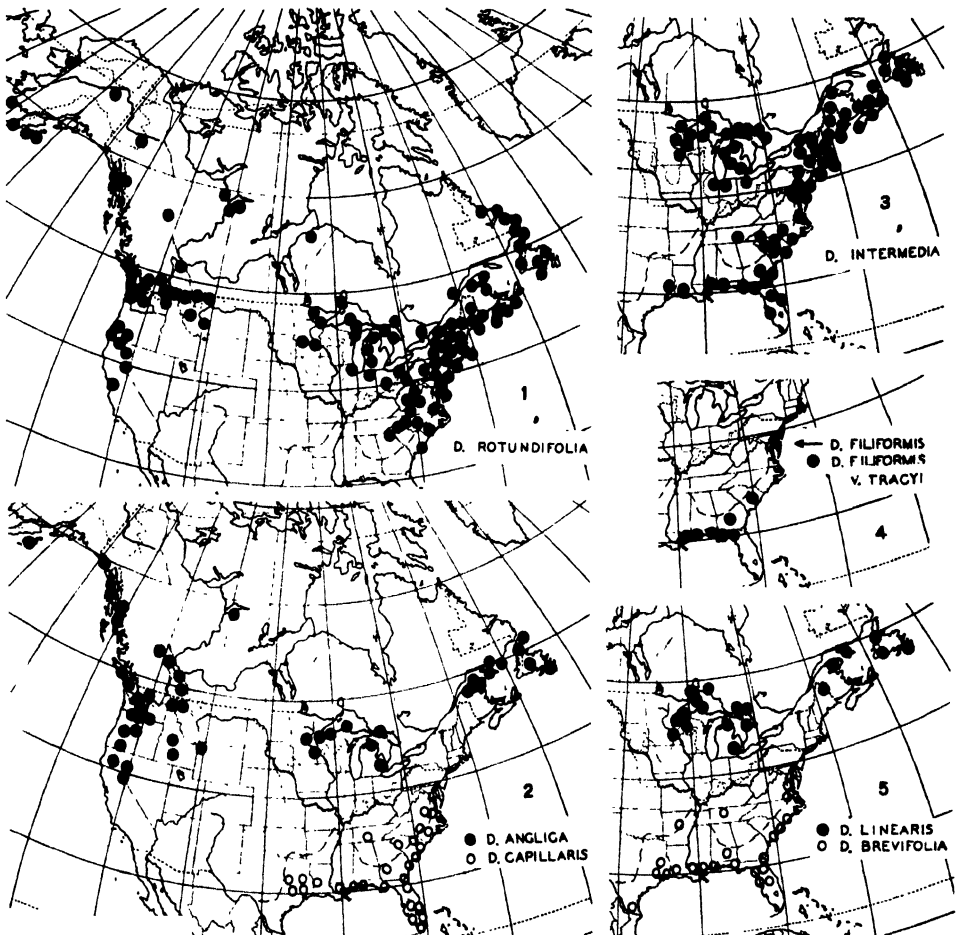 1
D. ROTUNDIFOLIA
2
D. ANGLICA
D. CAPILLARIS
3
D. INTERMEDIA
D. FILIFORMIS
D. FILIFORMIS
V. TRACYI
4
5
D. LINEARIS
D. BREVIFOLIA